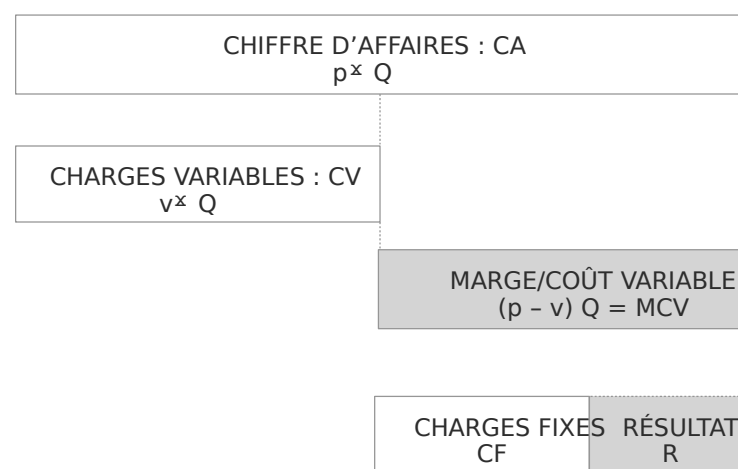 CHIFFRE D’AFFAIRES : CA
p x Q
CHARGES VARIABLES : CV
v x Q
MARGE/COÛT VARIABLE
(p – v) Q = MCV
CHARGES FIXES RÉSULTAT
CF R